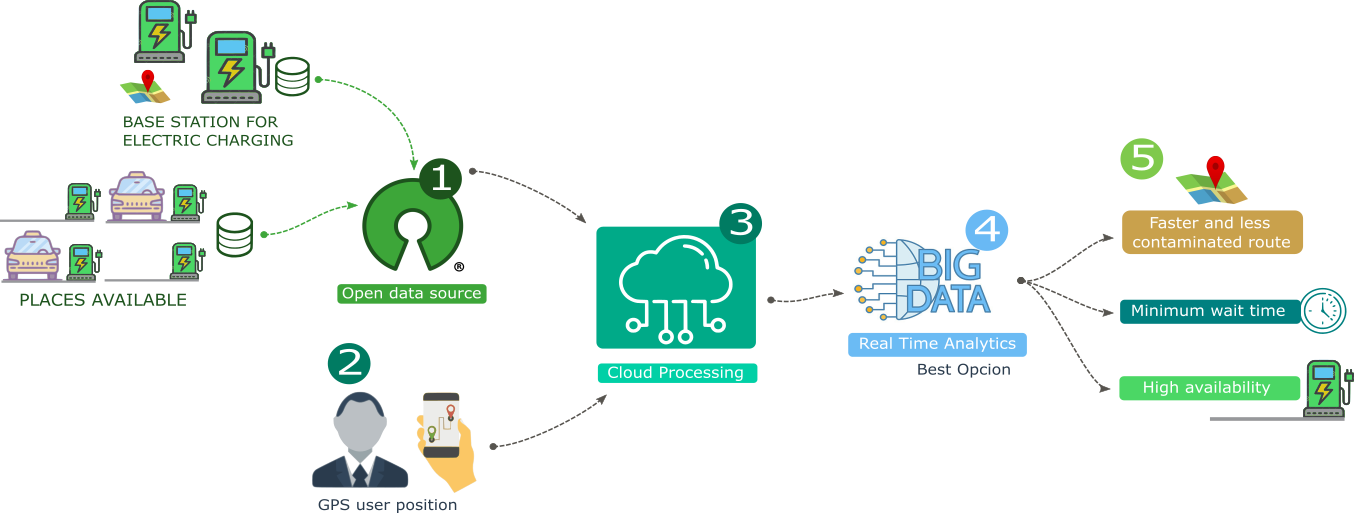 BASE STATION FOR
ELECTRIC CHARGING
PLACES AVAILABLE
1
®
Open data source
2
GPS user position
3
Cloud Processing
4
BIG
DATA
Real Time Analytics
Best Opcion
5
Faster and less
contaminated route
Minimum wait time
High availability